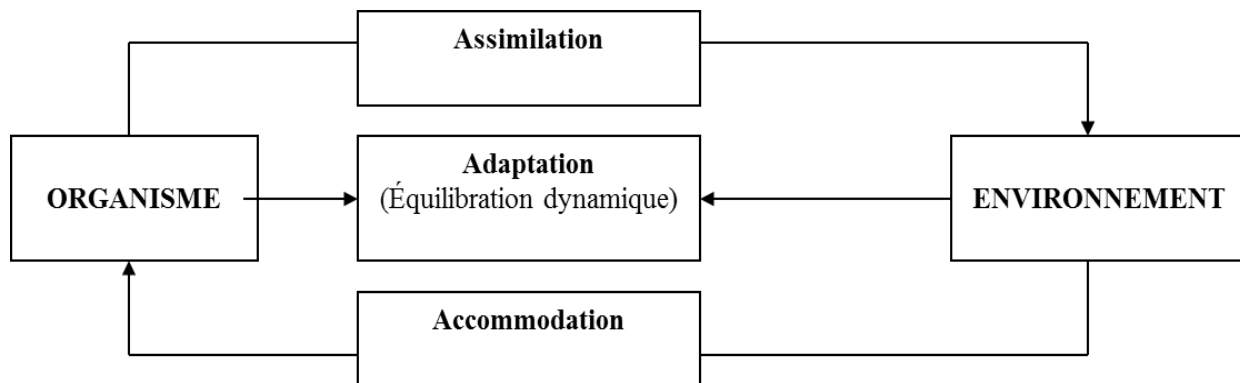 Assimilation
ORGANISME
Adaptation
(Équilibration dynamique)
ENVIRONNEMENT
Accommodation